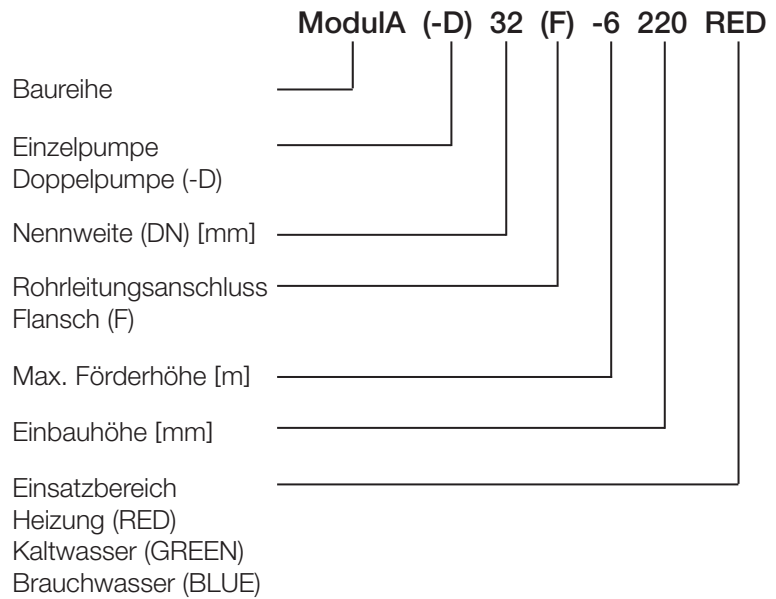 ModulA (-D) 32 (F) -6 220 RED
Baureihe
Einzelpumpe
Doppelpumpe (-D)
Nennweite (DN) [mm]
Rohrleitungsanschluss
Flansch (F)
Max. Förderhöhe [m]
Einbauhöhe [mm]
Einsatzbereich
Heizung (RED)
Kaltwasser (GREEN)
Brauchwasser (BLUE)